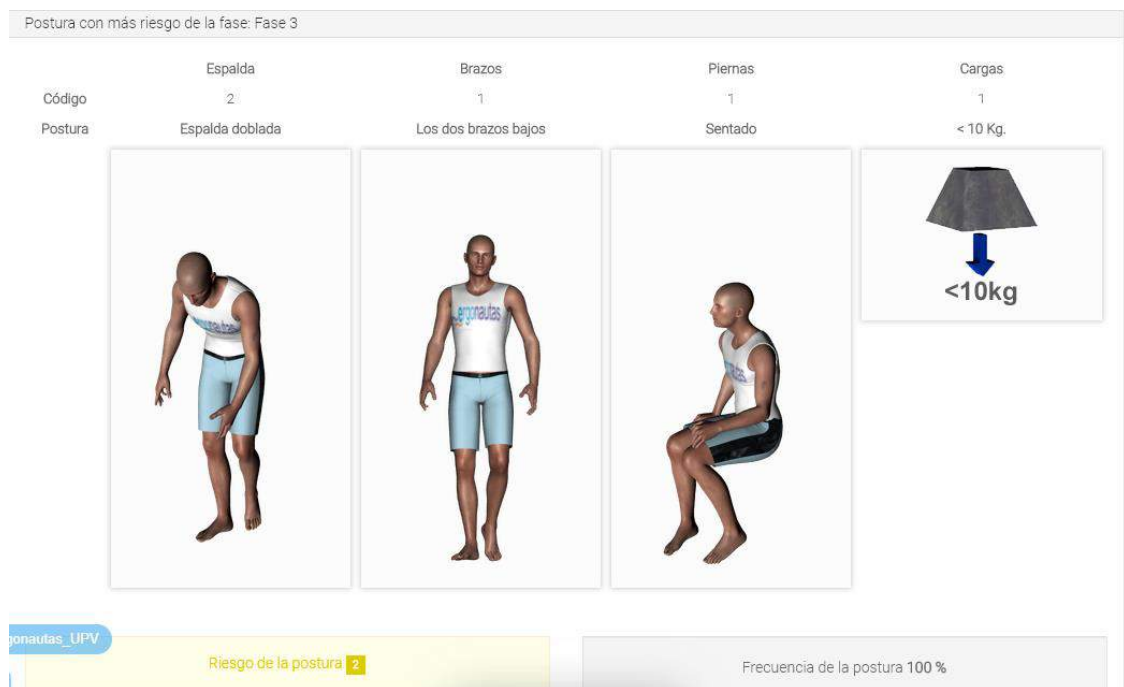 Postura con más riesgo de la fase: Fase 3
Espalda Brazos Piernas Cargas
Código 2 1 1 1
Postura Espalda doblada Los dos brazos bajos Sentado < 10 Kg.
ergonautas
ergonautas
<10kg
gonautas_UPV
Riesgo de la postura 2
Frecuencia de la postura 100 %